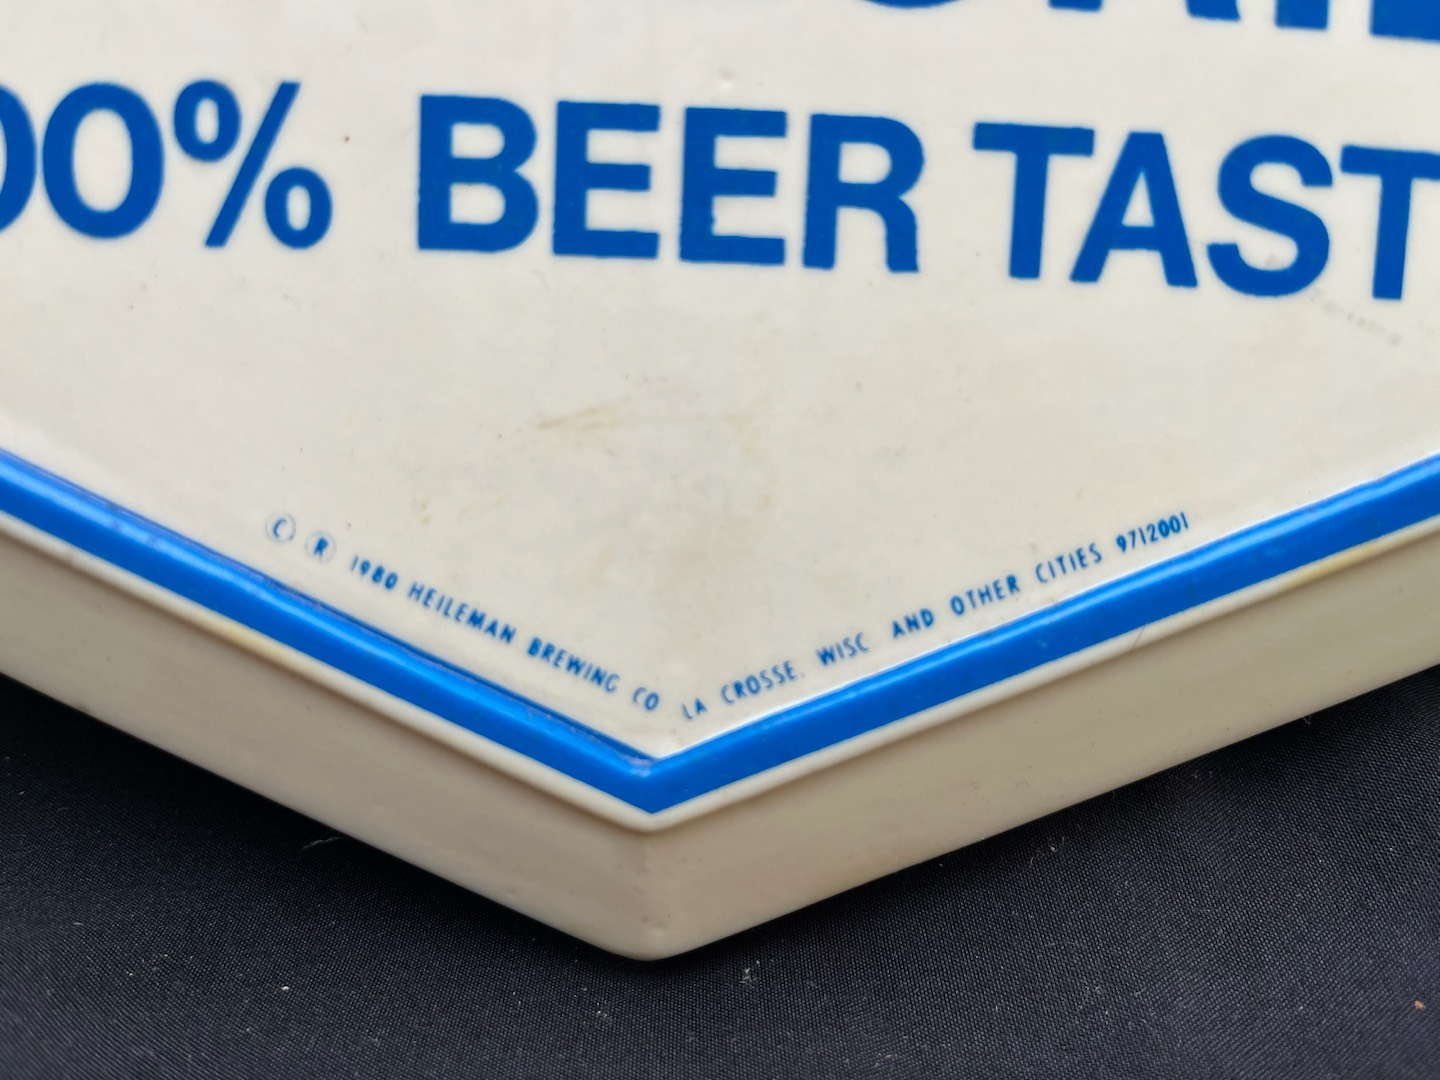 00% BEER TAST
Ⓒ Ⓡ 1980 HEILEMAN BREWING CO LA CROSSE, WISC AND OTHER CITIES 9712001